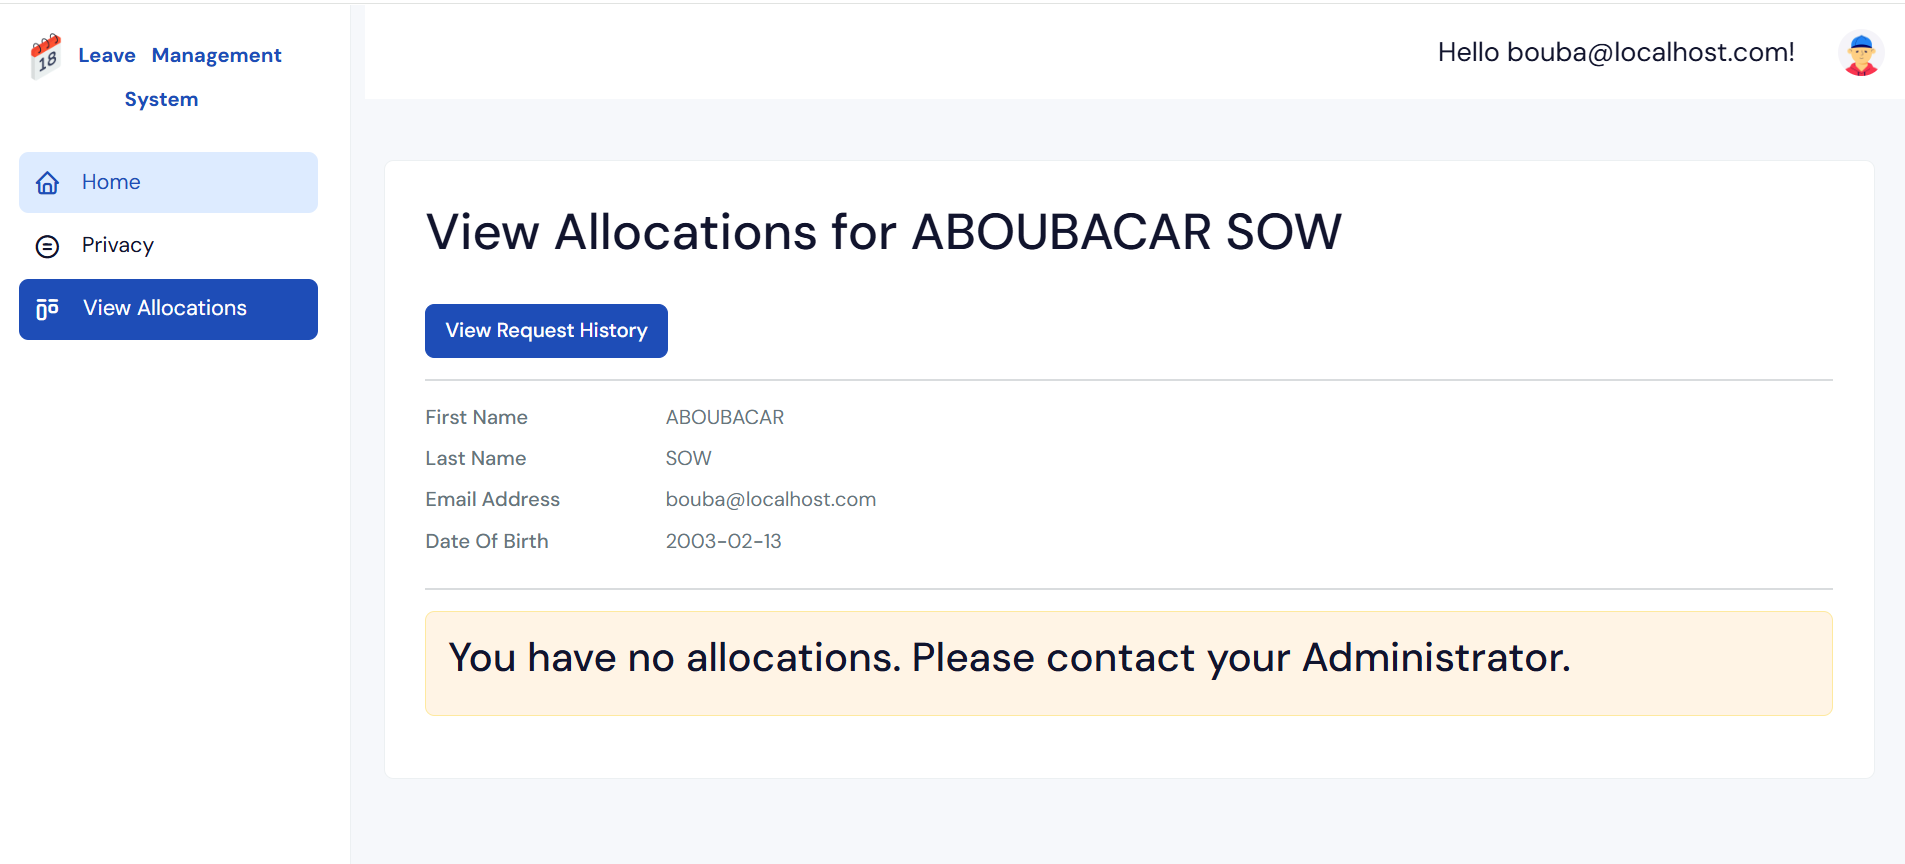 18
Leave Management
System
Hello bouba@localhost.com!
Home
Privacy
View Allocations
View Allocations for ABOUBACAR SOW
View Request History
First Name ABOUBACAR
Last Name SOW
Email Address bouba@localhost.com
Date Of Birth 2003-02-13
You have no allocations. Please contact your Administrator.